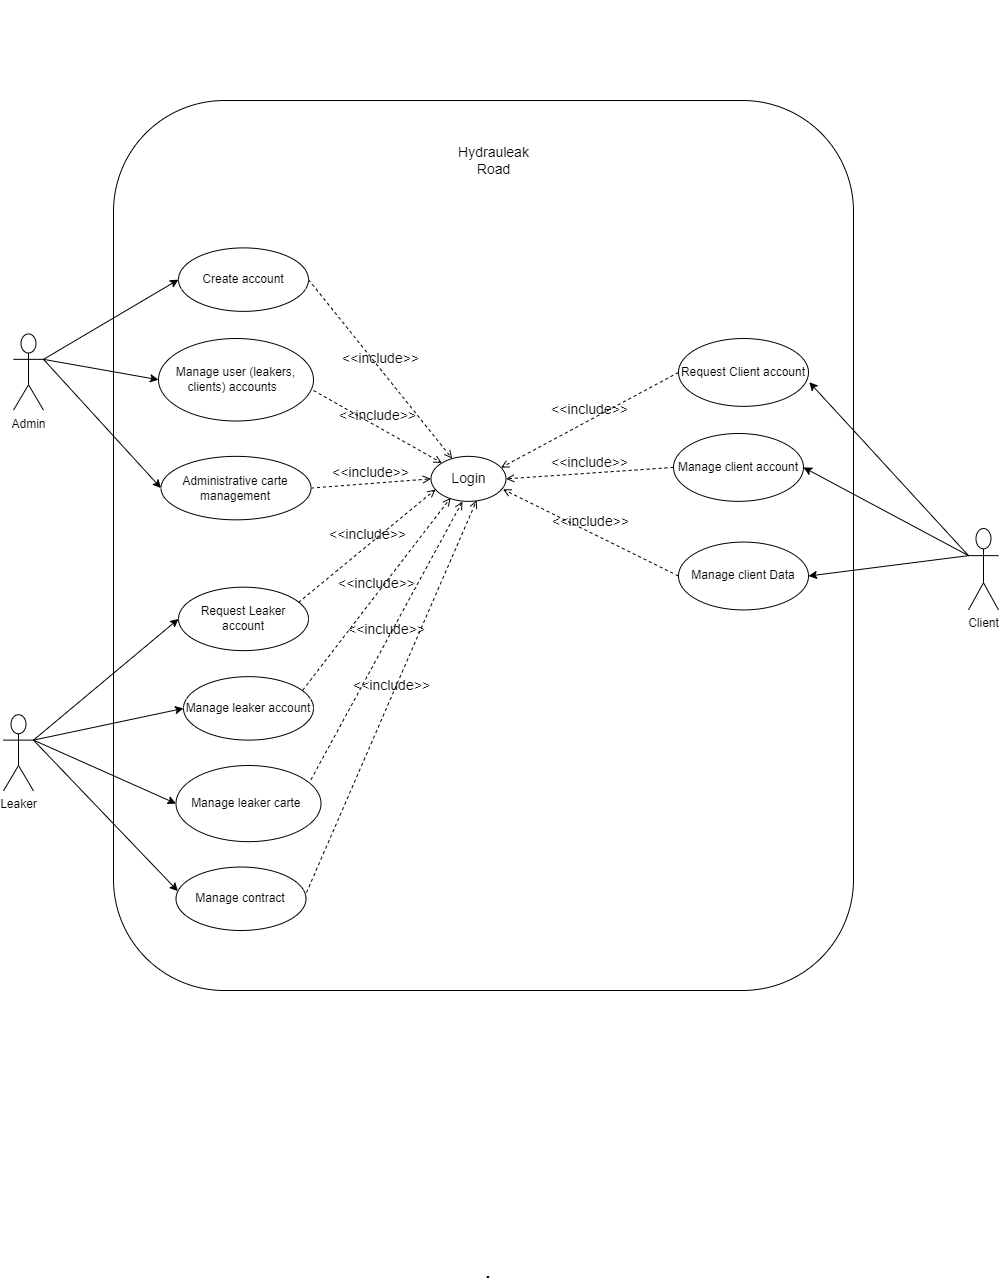 Hydrauleak
Road
Create account
<<include>>
Manage user (leakers,
clients) accounts
Admin
<<include>>
Request Client account
<<include>>
Administrative carte
management
<<include>>
Login
<<include>>
Manage client account
<<include>>
Manage client Data
<<include>>
Client
Request Leaker
account
<<include>>
Manage leaker account
<<include>>
<<include>>
Leaker
Manage leaker carte
Manage contract
.